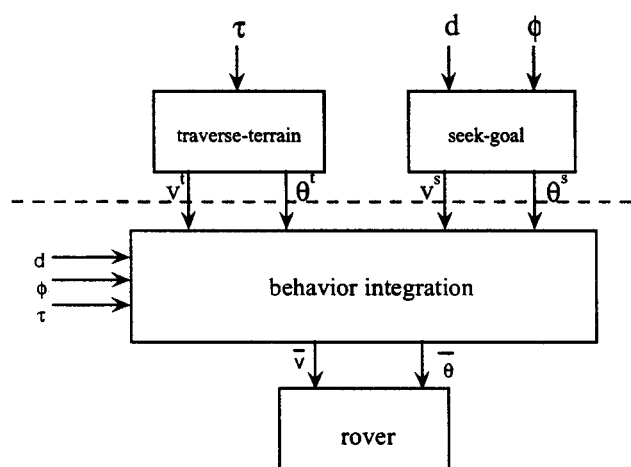 τ d ϕ
traverse-terrain seek-goal
v^t θ^t v^s θ^s
d
ϕ
τ
behavior integration
v̄ θ̄
rover